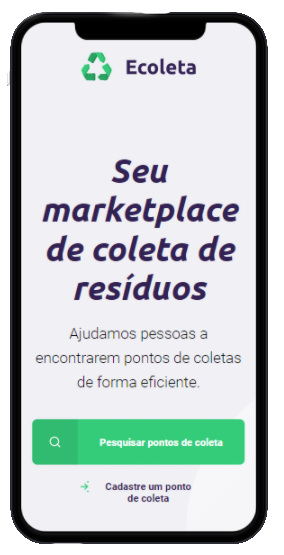 Ecoleta
Seu
marketplace
de coleta de
resíduos
Ajudamos pessoas a
encontrarem pontos de coletas
de forma eficiente.
Pesquisar pontos de coleta
Cadastre um ponto
de coleta